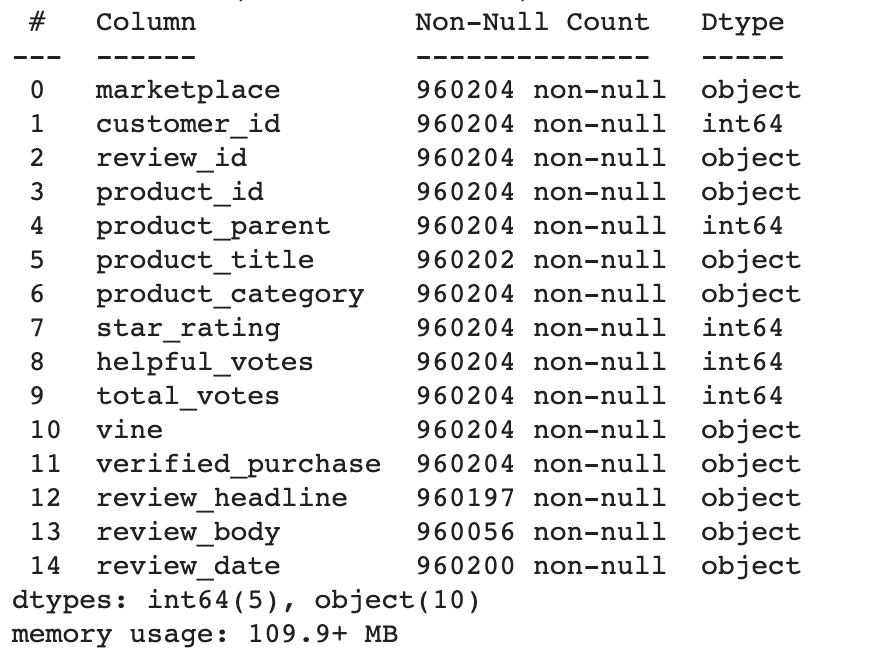 #   Column             Non-Null Count   Dtype
---  ------             --------------   -----
0   marketplace        960204 non-null  object
1   customer_id        960204 non-null  int64
2   review_id          960204 non-null  object
3   product_id         960204 non-null  object
4   product_parent     960204 non-null  int64
5   product_title      960202 non-null  object
6   product_category   960204 non-null  object
7   star_rating        960204 non-null  int64
8   helpful_votes      960204 non-null  int64
9   total_votes        960204 non-null  int64
10  vine               960204 non-null  object
11  verified_purchase  960204 non-null  object
12  review_headline    960197 non-null  object
13  review_body        960056 non-null  object
14  review_date        960200 non-null  object
dtypes: int64(5), object(10)
memory usage: 109.9+ MB